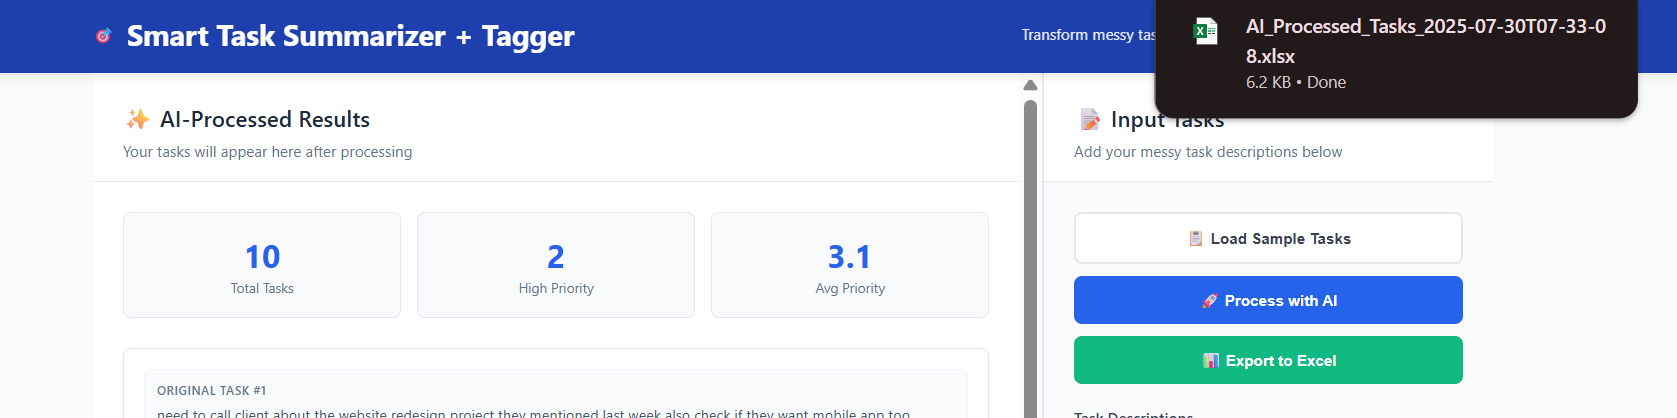 Smart Task Summarizer + Tagger
Transform messy tas
AI_Processed_Tasks_2025-07-30T07-33-0
8.xlsx
6.2 KB • Done
AI-Processed Results
Your tasks will appear here after processing
10
Total Tasks
2
High Priority
3.1
Avg Priority
ORIGINAL TASK #1
need to call client about the website redesign project they mentioned last week also check if they want mobile app too
Input Tasks
Add your messy task descriptions below
Load Sample Tasks
Process with AI
Export to Excel
Task Descriptions